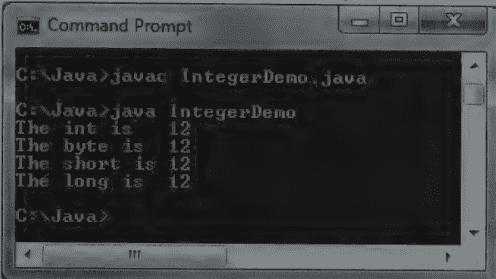 Command Prompt
C:\Java>javac IntegerDemo.java
C:\Java>java IntegerDemo
The int is 12
The byte is 12
The short is 12
The long is 12
C:\Java>